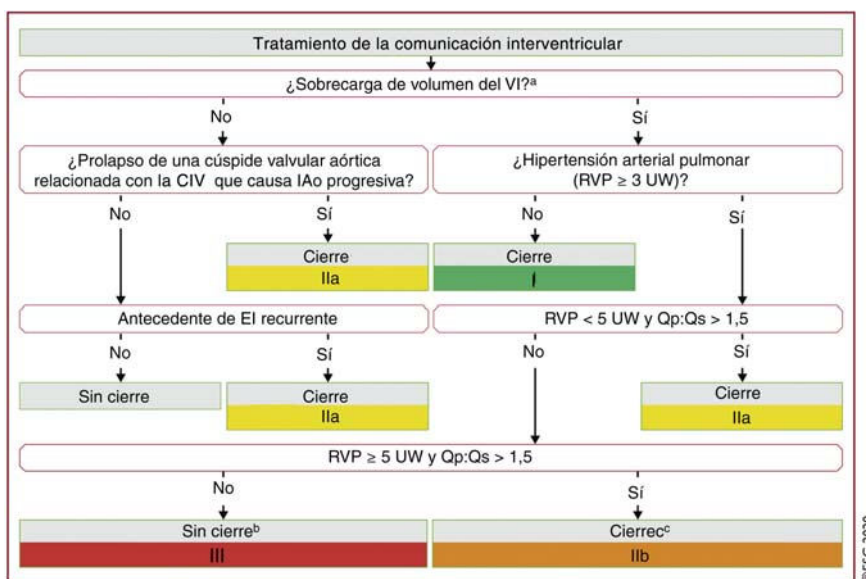 Tratamiento de la comunicación interventricular
¿Sobrecarga de volumen del VI?ª
No
Sí
¿Prolapso de una cúspide valvular aórtica
relacionada con la CIV que causa IAo progresiva?
¿Hipertensión arterial pulmonar
(RVP ≥ 3 UW)?
No
Sí
No
Sí
Cierre
IIa
Cierre
I
Antecedente de EI recurrente
RVP < 5 UW y Qp:Qs > 1,5
No
Sí
No
Sí
Sin cierre
Cierre
IIa
Cierre
IIa
RVP ≥ 5 UW y Qp:Qs > 1,5
No
Sí
Sin cierreᵇ
III
Cierrecᶜ
IIb